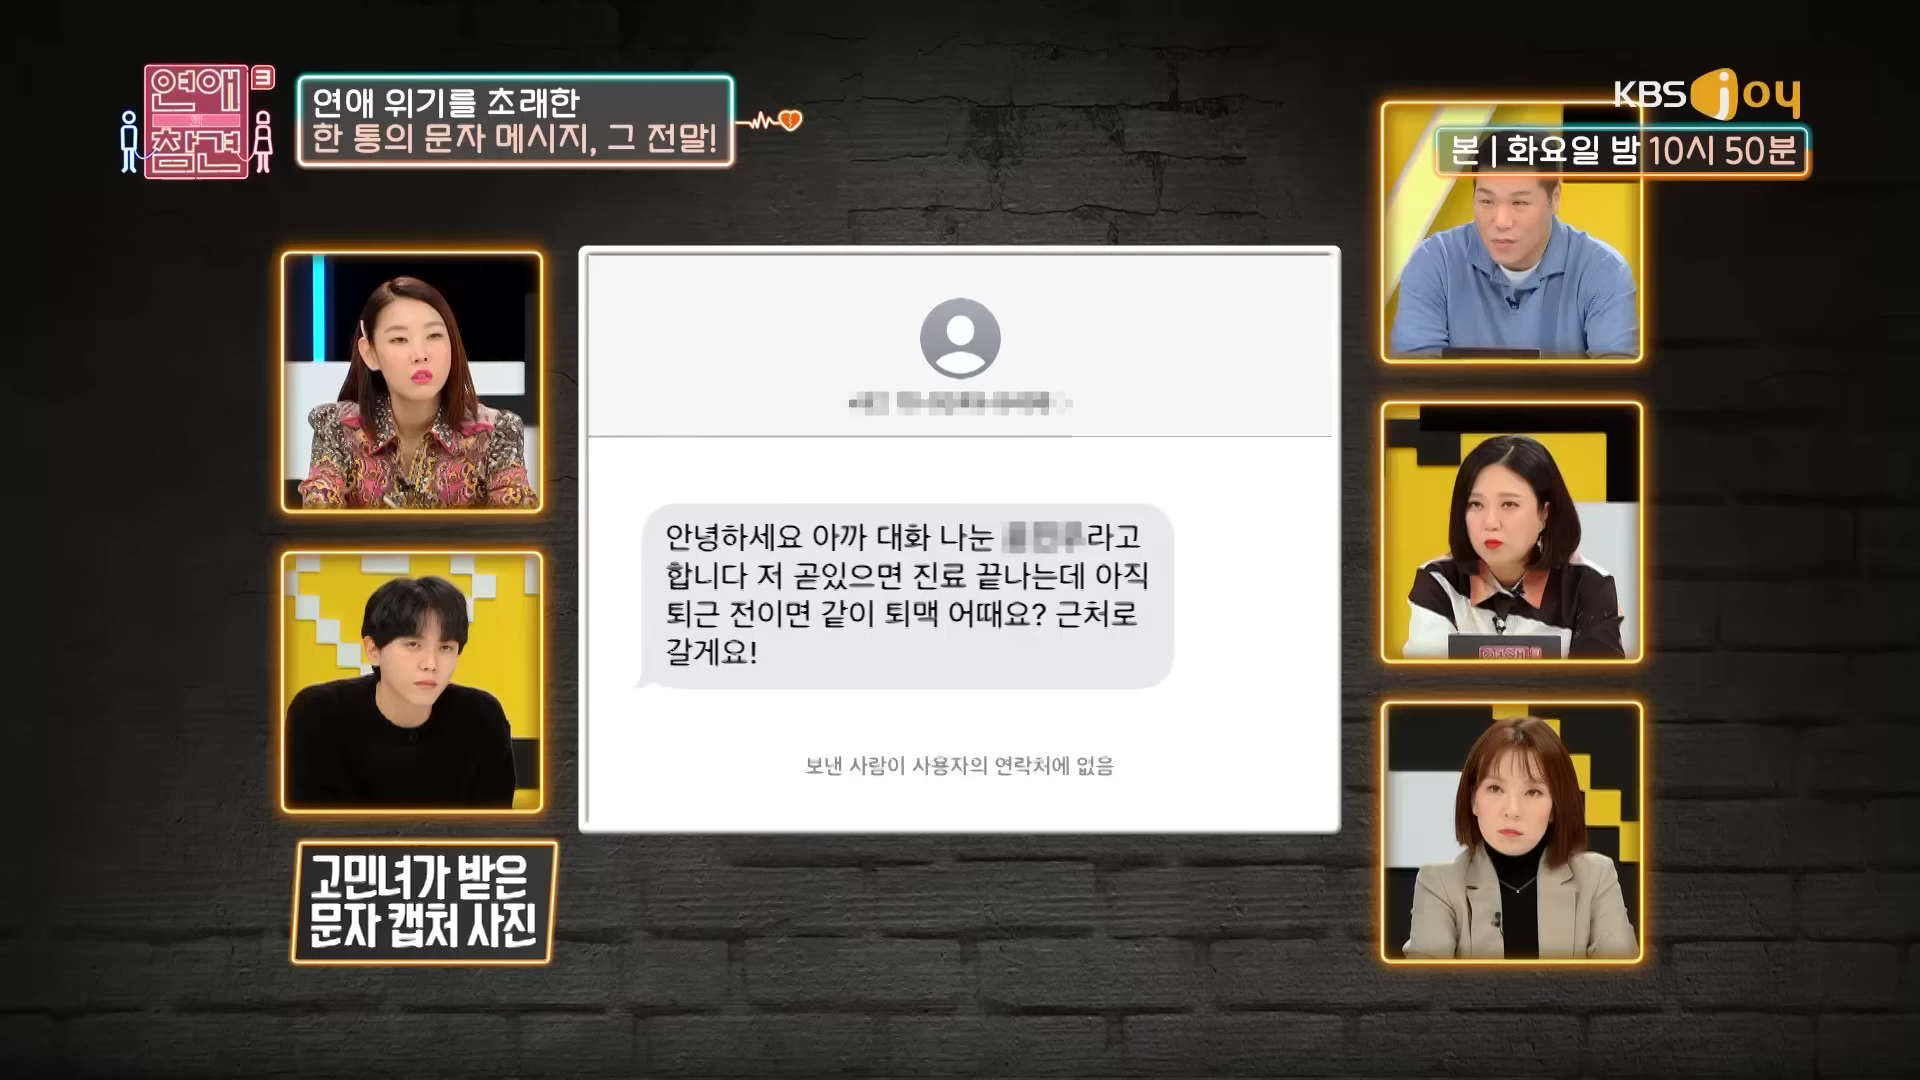 연애의 참견 3
연애 위기를 초래한
한 통의 문자 메시지, 그 전말!
KBS joy
본 | 화요일 밤 10시 50분
안녕하세요 아까 대화 나눈 라고
합니다 저 곧있으면 진료 끝나는데 아직
퇴근 전이면 같이 퇴맥 어때요? 근처로
갈게요!
보낸 사람이 사용자의 연락처에 없음
고민녀가 받은
문자 캡처 사진